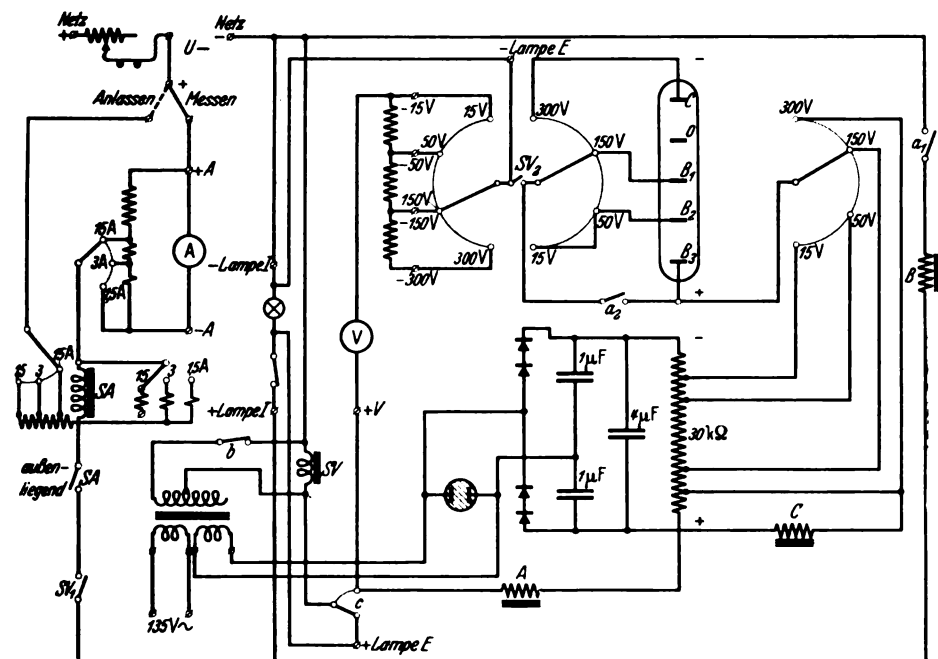 Netz
+
U-
Netz
-
-Lampe E
-
C
O
B₁
B₂
B₃
+
Anlassen
+
Messen
-15V
15V
50V
-50V
150V
-150V
300V
-300V
300V
150V
50V
15V
SV₂
a₂
300V
150V
50V
15V
a₁
B
+A
A
-A
15A
3A
1,5A
-Lampe I
+Lampe I
V
+V
15
3
1,5A
SA
15
3
1,5A
außen-
liegend
SA
SV₁
b
SV
135V~
c
+Lampe E
A
1µF
1µF
4µF
30kΩ
-
+
C